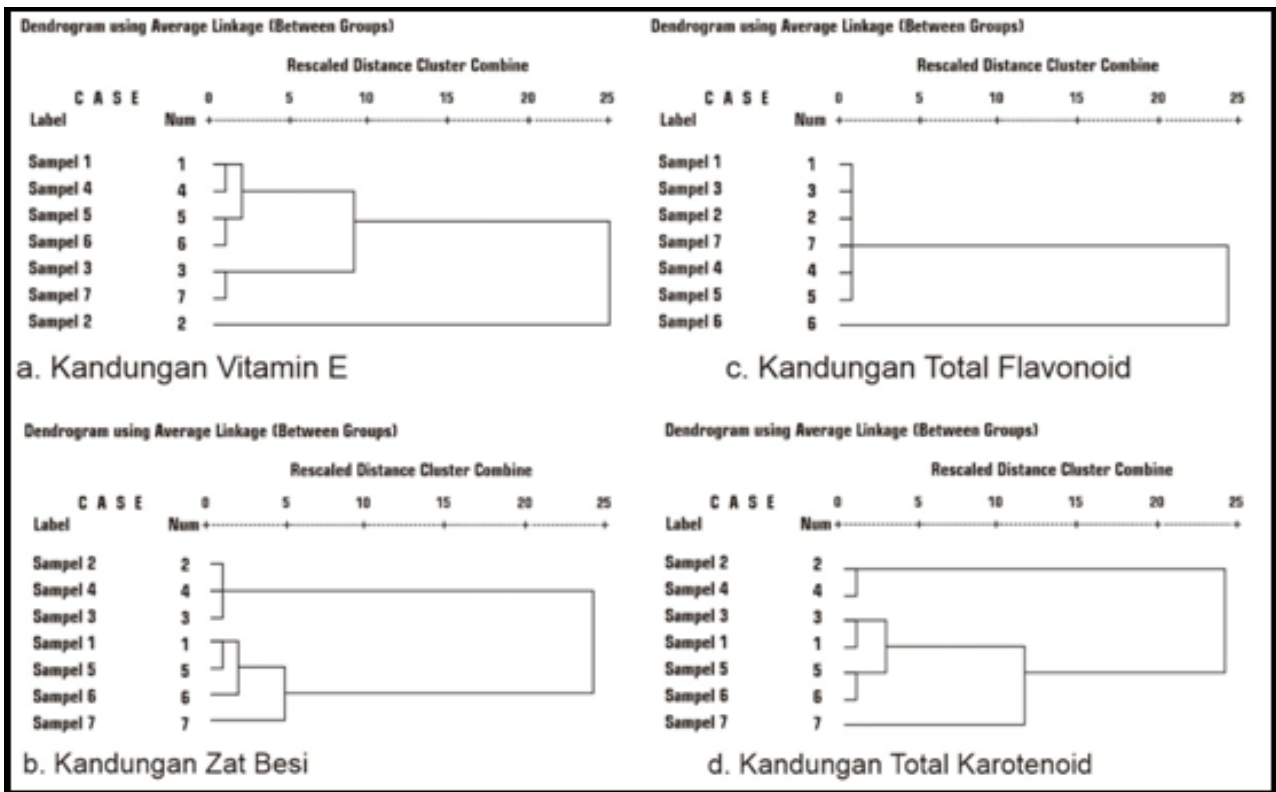 Dendrogram using Average Linkage (Between Groups)
Rescaled Distance Cluster Combine
C A S E 0 5 10 15 20 25
Label Num
Sampel 1 1
Sampel 4 4
Sampel 5 5
Sampel 6 6
Sampel 3 3
Sampel 7 7
Sampel 2 2
a. Kandungan Vitamin E
Dendrogram using Average Linkage (Between Groups)
Rescaled Distance Cluster Combine
C A S E 0 5 10 15 20 25
Label Num
Sampel 1 1
Sampel 3 3
Sampel 2 2
Sampel 7 7
Sampel 4 4
Sampel 5 5
Sampel 6 6
c. Kandungan Total Flavonoid
Dendrogram using Average Linkage (Between Groups)
Rescaled Distance Cluster Combine
C A S E 0 5 10 15 20 25
Label Num
Sampel 2 2
Sampel 4 4
Sampel 3 3
Sampel 1 1
Sampel 5 5
Sampel 6 6
Sampel 7 7
b. Kandungan Zat Besi
Dendrogram using Average Linkage (Between Groups)
Rescaled Distance Cluster Combine
C A S E 0 5 10 15 20 25
Label Num
Sampel 2 2
Sampel 4 4
Sampel 3 3
Sampel 1 1
Sampel 5 5
Sampel 6 6
Sampel 7 7
d. Kandungan Total Karotenoid